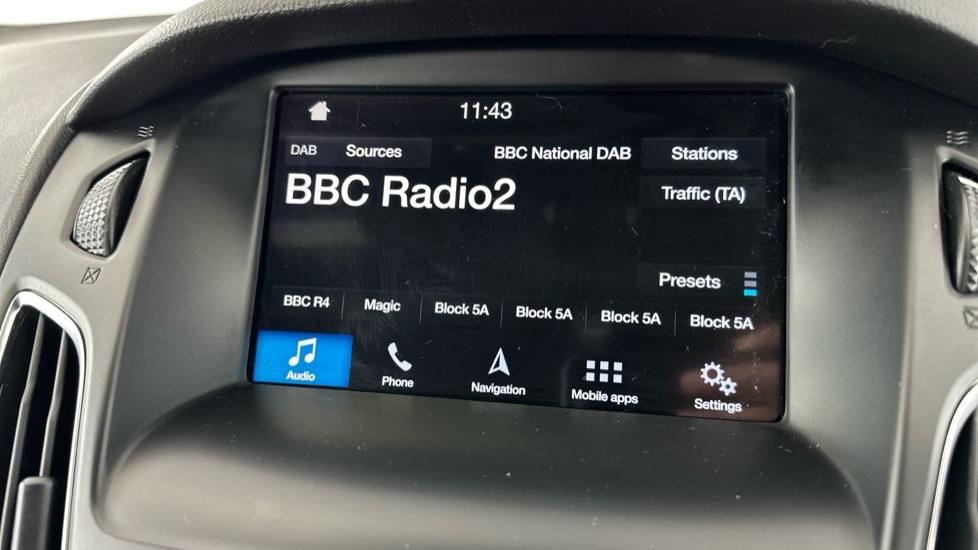 11:43
DAB Sources BBC National DAB Stations
BBC Radio2 Traffic (TA)
Presets
BBC R4 Magic Block 5A Block 5A Block 5A Block 5A
Audio Phone Navigation Mobile apps Settings